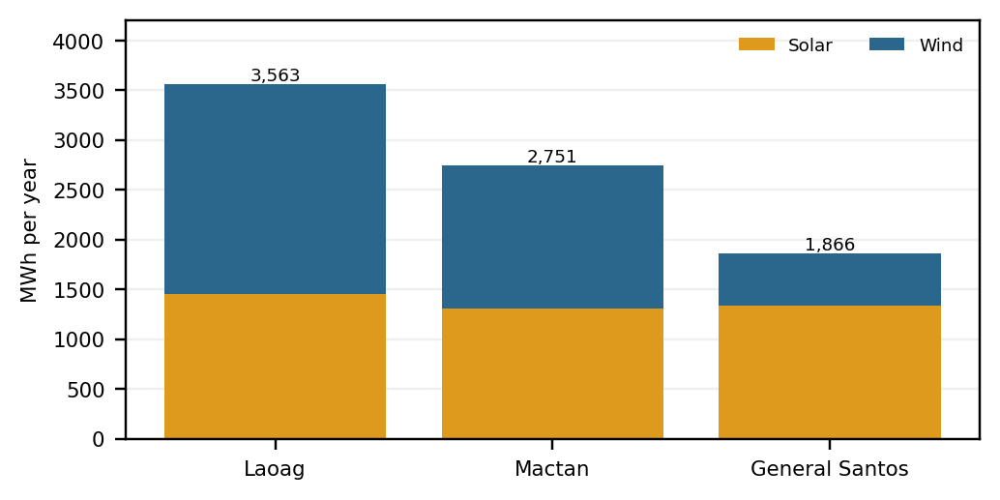 4000
3500
3000
2500
2000
1500
1000
500
0
MWh per year
Solar
Wind
3,563
2,751
1,866
Laoag
Mactan
General Santos